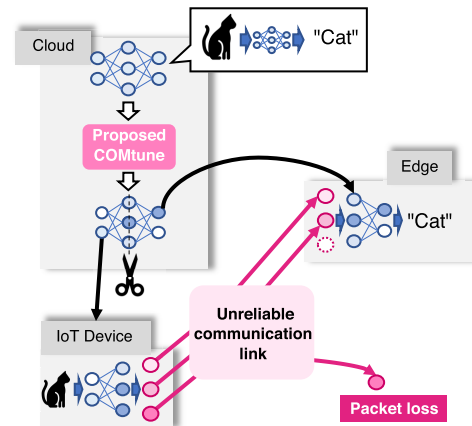 Cloud
"Cat"
Proposed
COMtune
Edge
"Cat"
Unreliable
communication
link
IoT Device
Packet loss